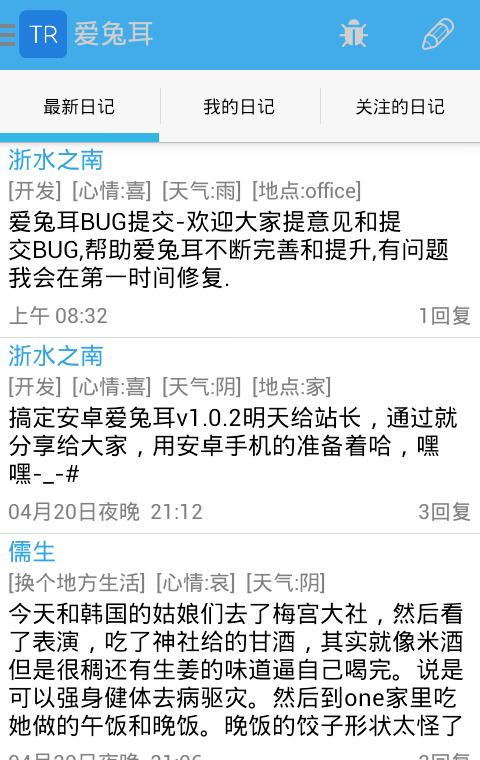 TR 爱兔耳
最新日记 我的日记 关注的日记
浙水之南
[开发] [心情:喜] [天气:雨] [地点:office]
爱兔耳BUG提交-欢迎大家提意见和提
交BUG,帮助爱兔耳不断完善和提升,有问题
我会在第一时间修复.
上午 08:32 1回复
浙水之南
[开发] [心情:喜] [天气:阴] [地点:家]
搞定安卓爱兔耳v1.0.2明天给站长，通过就
分享给大家，用安卓手机的准备着哈，嘿
嘿-_-#
04月20日夜晚 21:12 3回复
儒生
[换个地方生活] [心情:哀] [天气:阴]
今天和韩国的姑娘们去了梅宫大社，然后看
了表演，吃了神社给的甘酒，其实就像米酒
但是很稠还有生姜的味道逼自己喝完。说是
可以强身健体去病驱灾。然后到one家里吃
她做的午饭和晚饭。晚饭的饺子形状太怪了